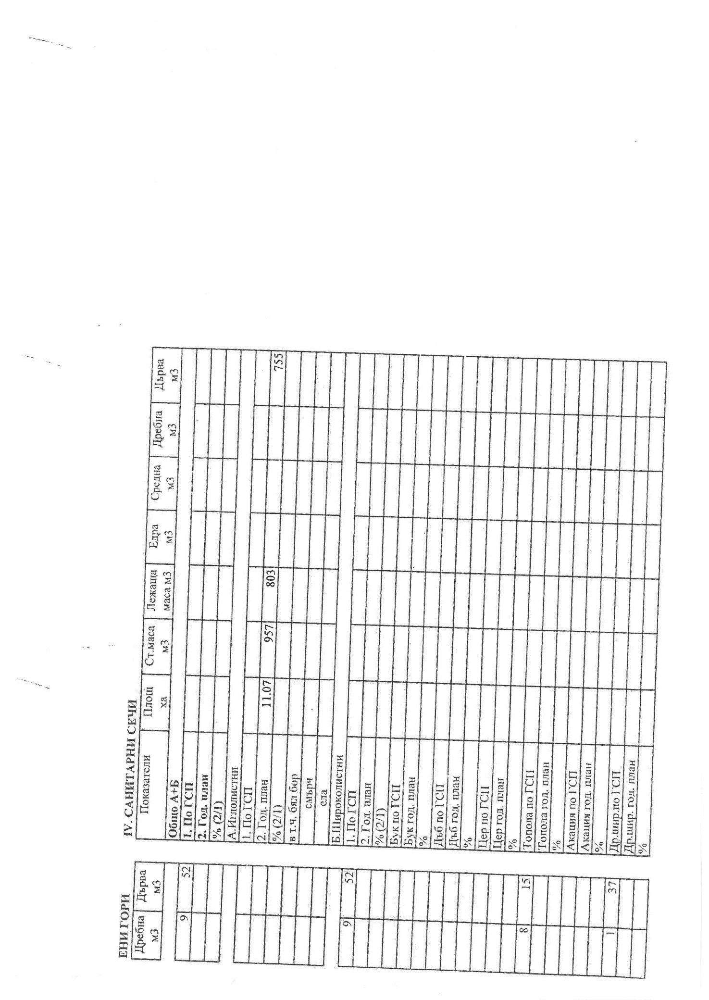 ЕНИ ГОРИ
Дребна м3 Дърва м3
9 52
9 52
8 15
1 37
IV. САНИТАРНИ СЕЧИ
Показатели Площ ха Ст.маса м3 Лежаща маса м3 Едра м3 Средна м3 Дребна м3 Дърва м3
Общо А+Б
1. По ГСП
2. Год. план
% (2/1)
А.Иглолистни
1. По ГСП
2. Год. план 11.07 957 803 755
% (2/1)
в т.ч. бял бор
смърч
ела
Б.Широколистни
1. По ГСП
2. Год. план
% (2/1)
Бук по ГСП
Бук год. план
%
Дъб по ГСП
Дъб год. план
%
Цер по ГСП
Цер год. план
%
Топола по ГСП
Топола год. план
%
Акация по ГСП
Акация год. план
%
Др.шир.по ГСП
Др.шир. год. план
%